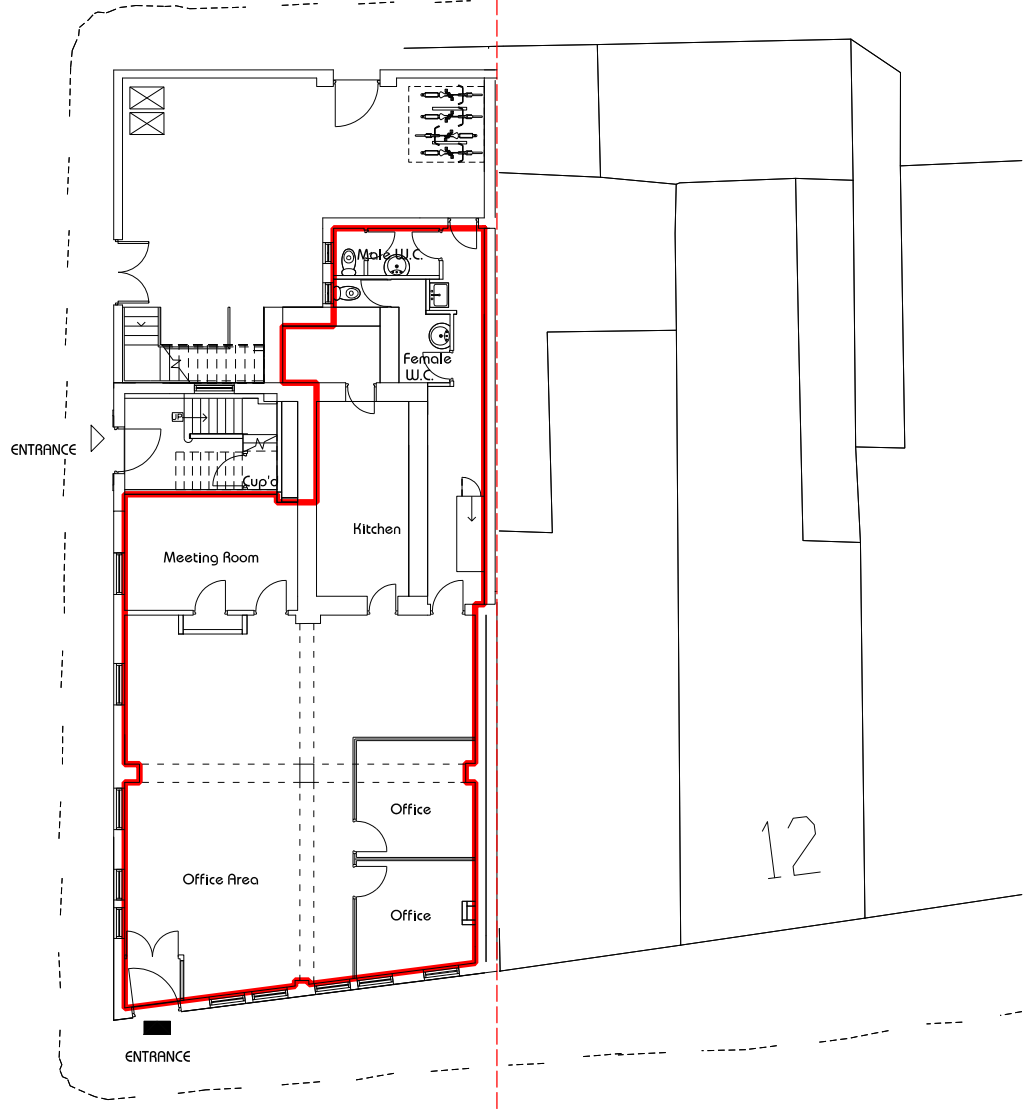 Male W.C.
Female
W.C.
UP
ENTRANCE
Cup'd
Kitchen
Meeting Room
Office
12
Office Area
Office
ENTRANCE